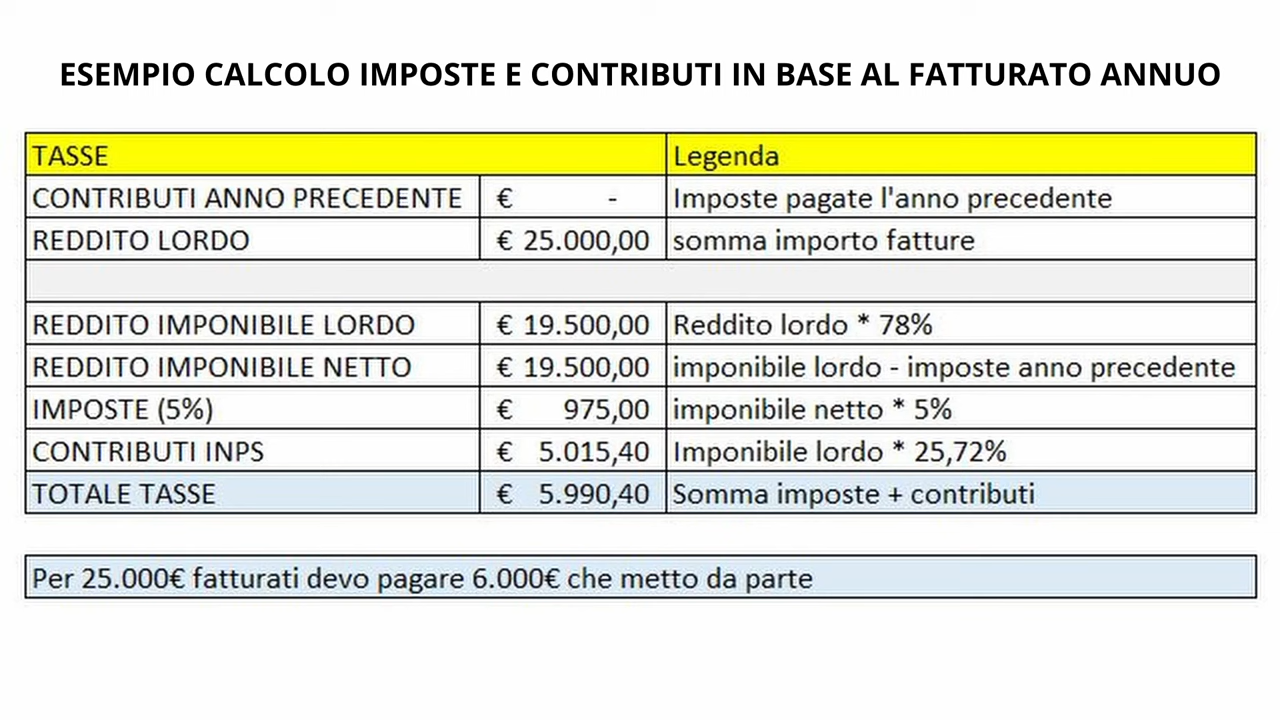 ESEMPIO CALCOLO IMPOSTE E CONTRIBUTI IN BASE AL FATTURATO ANNUO
TASSE Legenda
CONTRIBUTI ANNO PRECEDENTE € - Imposte pagate l'anno precedente
REDDITO LORDO € 25.000,00 somma importo fatture
REDDITO IMPONIBILE LORDO € 19.500,00 Reddito lordo * 78%
REDDITO IMPONIBILE NETTO € 19.500,00 imponibile lordo - imposte anno precedente
IMPOSTE (5%) € 975,00 imponibile netto * 5%
CONTRIBUTI INPS € 5.015,40 Imponibile lordo * 25,72%
TOTALE TASSE € 5.990,40 Somma imposte + contributi
Per 25.000€ fatturati devo pagare 6.000€ che metto da parte